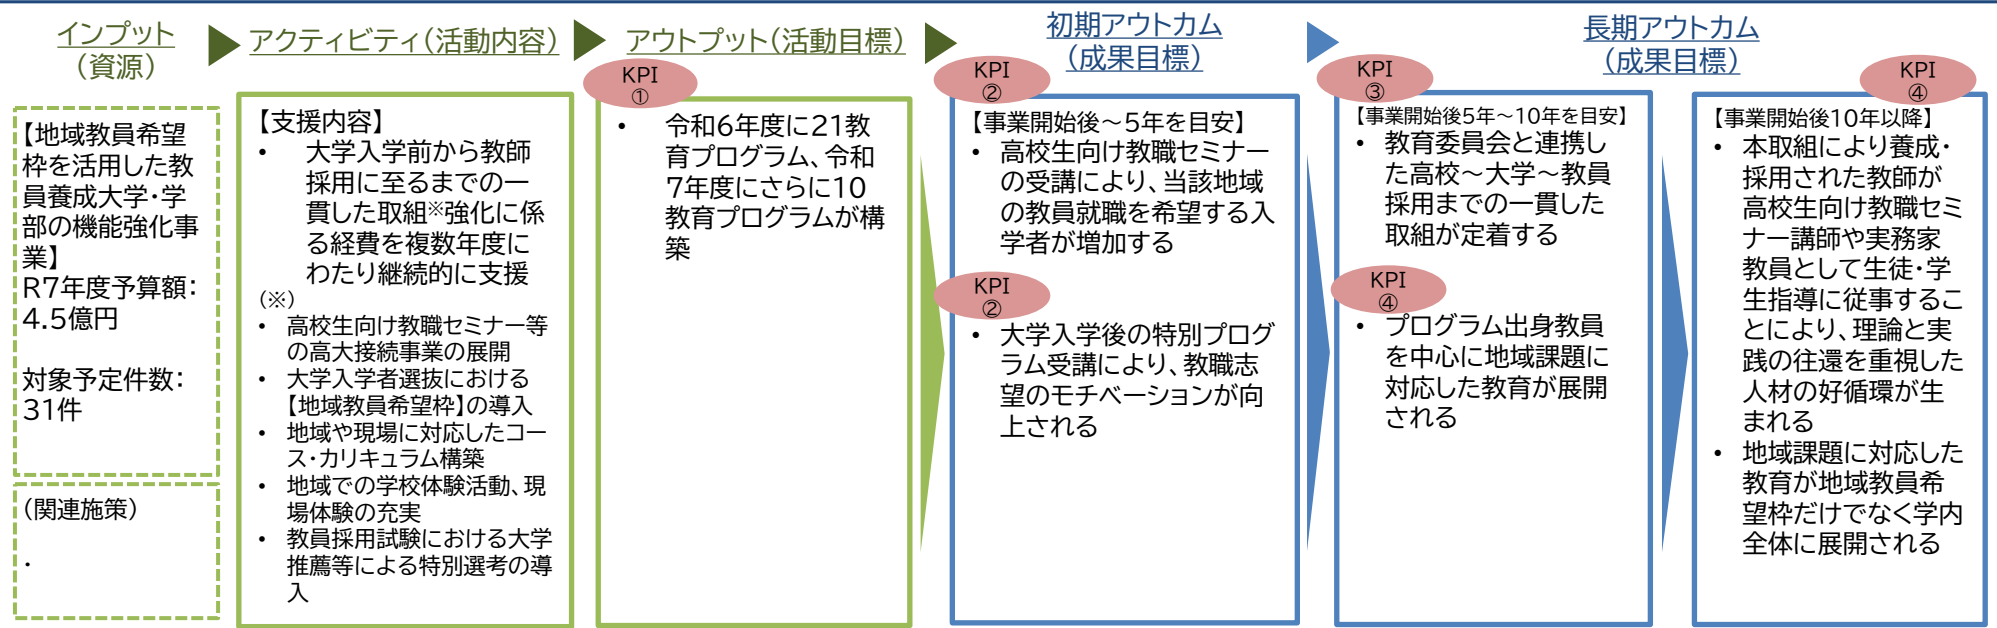 インプット
（資源）
アクティビティ（活動内容）
アウトプット（活動目標）
初期アウトカム
（成果目標）
長期アウトカム
（成果目標）
【地域教員希望
枠を活用した教
員養成大学・学
部の機能強化事
業】
R7年度予算額：
4.5億円
対象予定件数：
31件
（関連施策）
・
【支援内容】
• 大学入学前から教師
採用に至るまでの一
貫した取組※強化に係
る経費を複数年度に
わたり継続的に支援
（※）
• 高校生向け教職セミナー等
の高大接続事業の展開
• 大学入学者選抜における
【地域教員希望枠】の導入
• 地域や現場に対応したコー
ス・カリキュラム構築
• 地域での学校体験活動、現
場体験の充実
• 教員採用試験における大学
推薦等による特別選考の導
入
KPI
①
• 令和6年度に21教
育プログラム、令和
7年度にさらに10
教育プログラムが構
築
KPI
②
【事業開始後～5年を目安】
• 高校生向け教職セミナー
の受講により、当該地域
の教員就職を希望する入
学者が増加する
KPI
②
• 大学入学後の特別プログ
ラム受講により、教職志
望のモチベーションが向
上される
KPI
③
【事業開始後5年～10年を目安】
• 教育委員会と連携し
た高校～大学～教員
採用までの一貫した
取組が定着する
KPI
④
• プログラム出身教員
を中心に地域課題に
対応した教育が展開
される
KPI
④
【事業開始後10年以降】
• 本取組により養成・
採用された教師が
高校生向け教職セミ
ナー講師や実務家
教員として生徒・学
生指導に従事するこ
とにより、理論と実
践の往還を重視した
人材の好循環が生
まれる
• 地域課題に対応した
教育が地域教員希
望枠だけでなく学内
全体に展開される